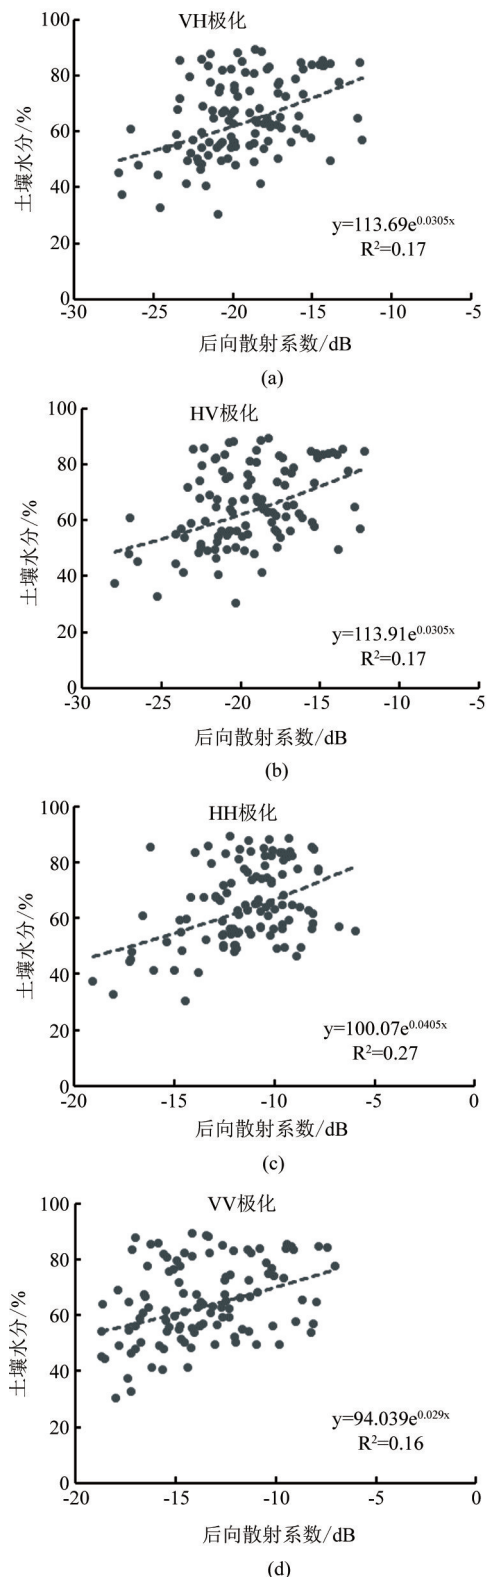 VH极化
100
80
60
40
20
0
土壤水分/%
y=113.69e^0.0305x
R²=0.17
-30 -25 -20 -15 -10 -5
后向散射系数/dB
(a)
HV极化
100
80
60
40
20
0
土壤水分/%
y=113.91e^0.0305x
R²=0.17
-30 -25 -20 -15 -10 -5
后向散射系数/dB
(b)
HH极化
100
80
60
40
20
0
土壤水分/%
y=100.07e^0.0405x
R²=0.27
-20 -15 -10 -5 0
后向散射系数/dB
(c)
VV极化
100
80
60
40
20
0
土壤水分/%
y=94.039e^0.029x
R²=0.16
-20 -15 -10 -5 0
后向散射系数/dB
(d)